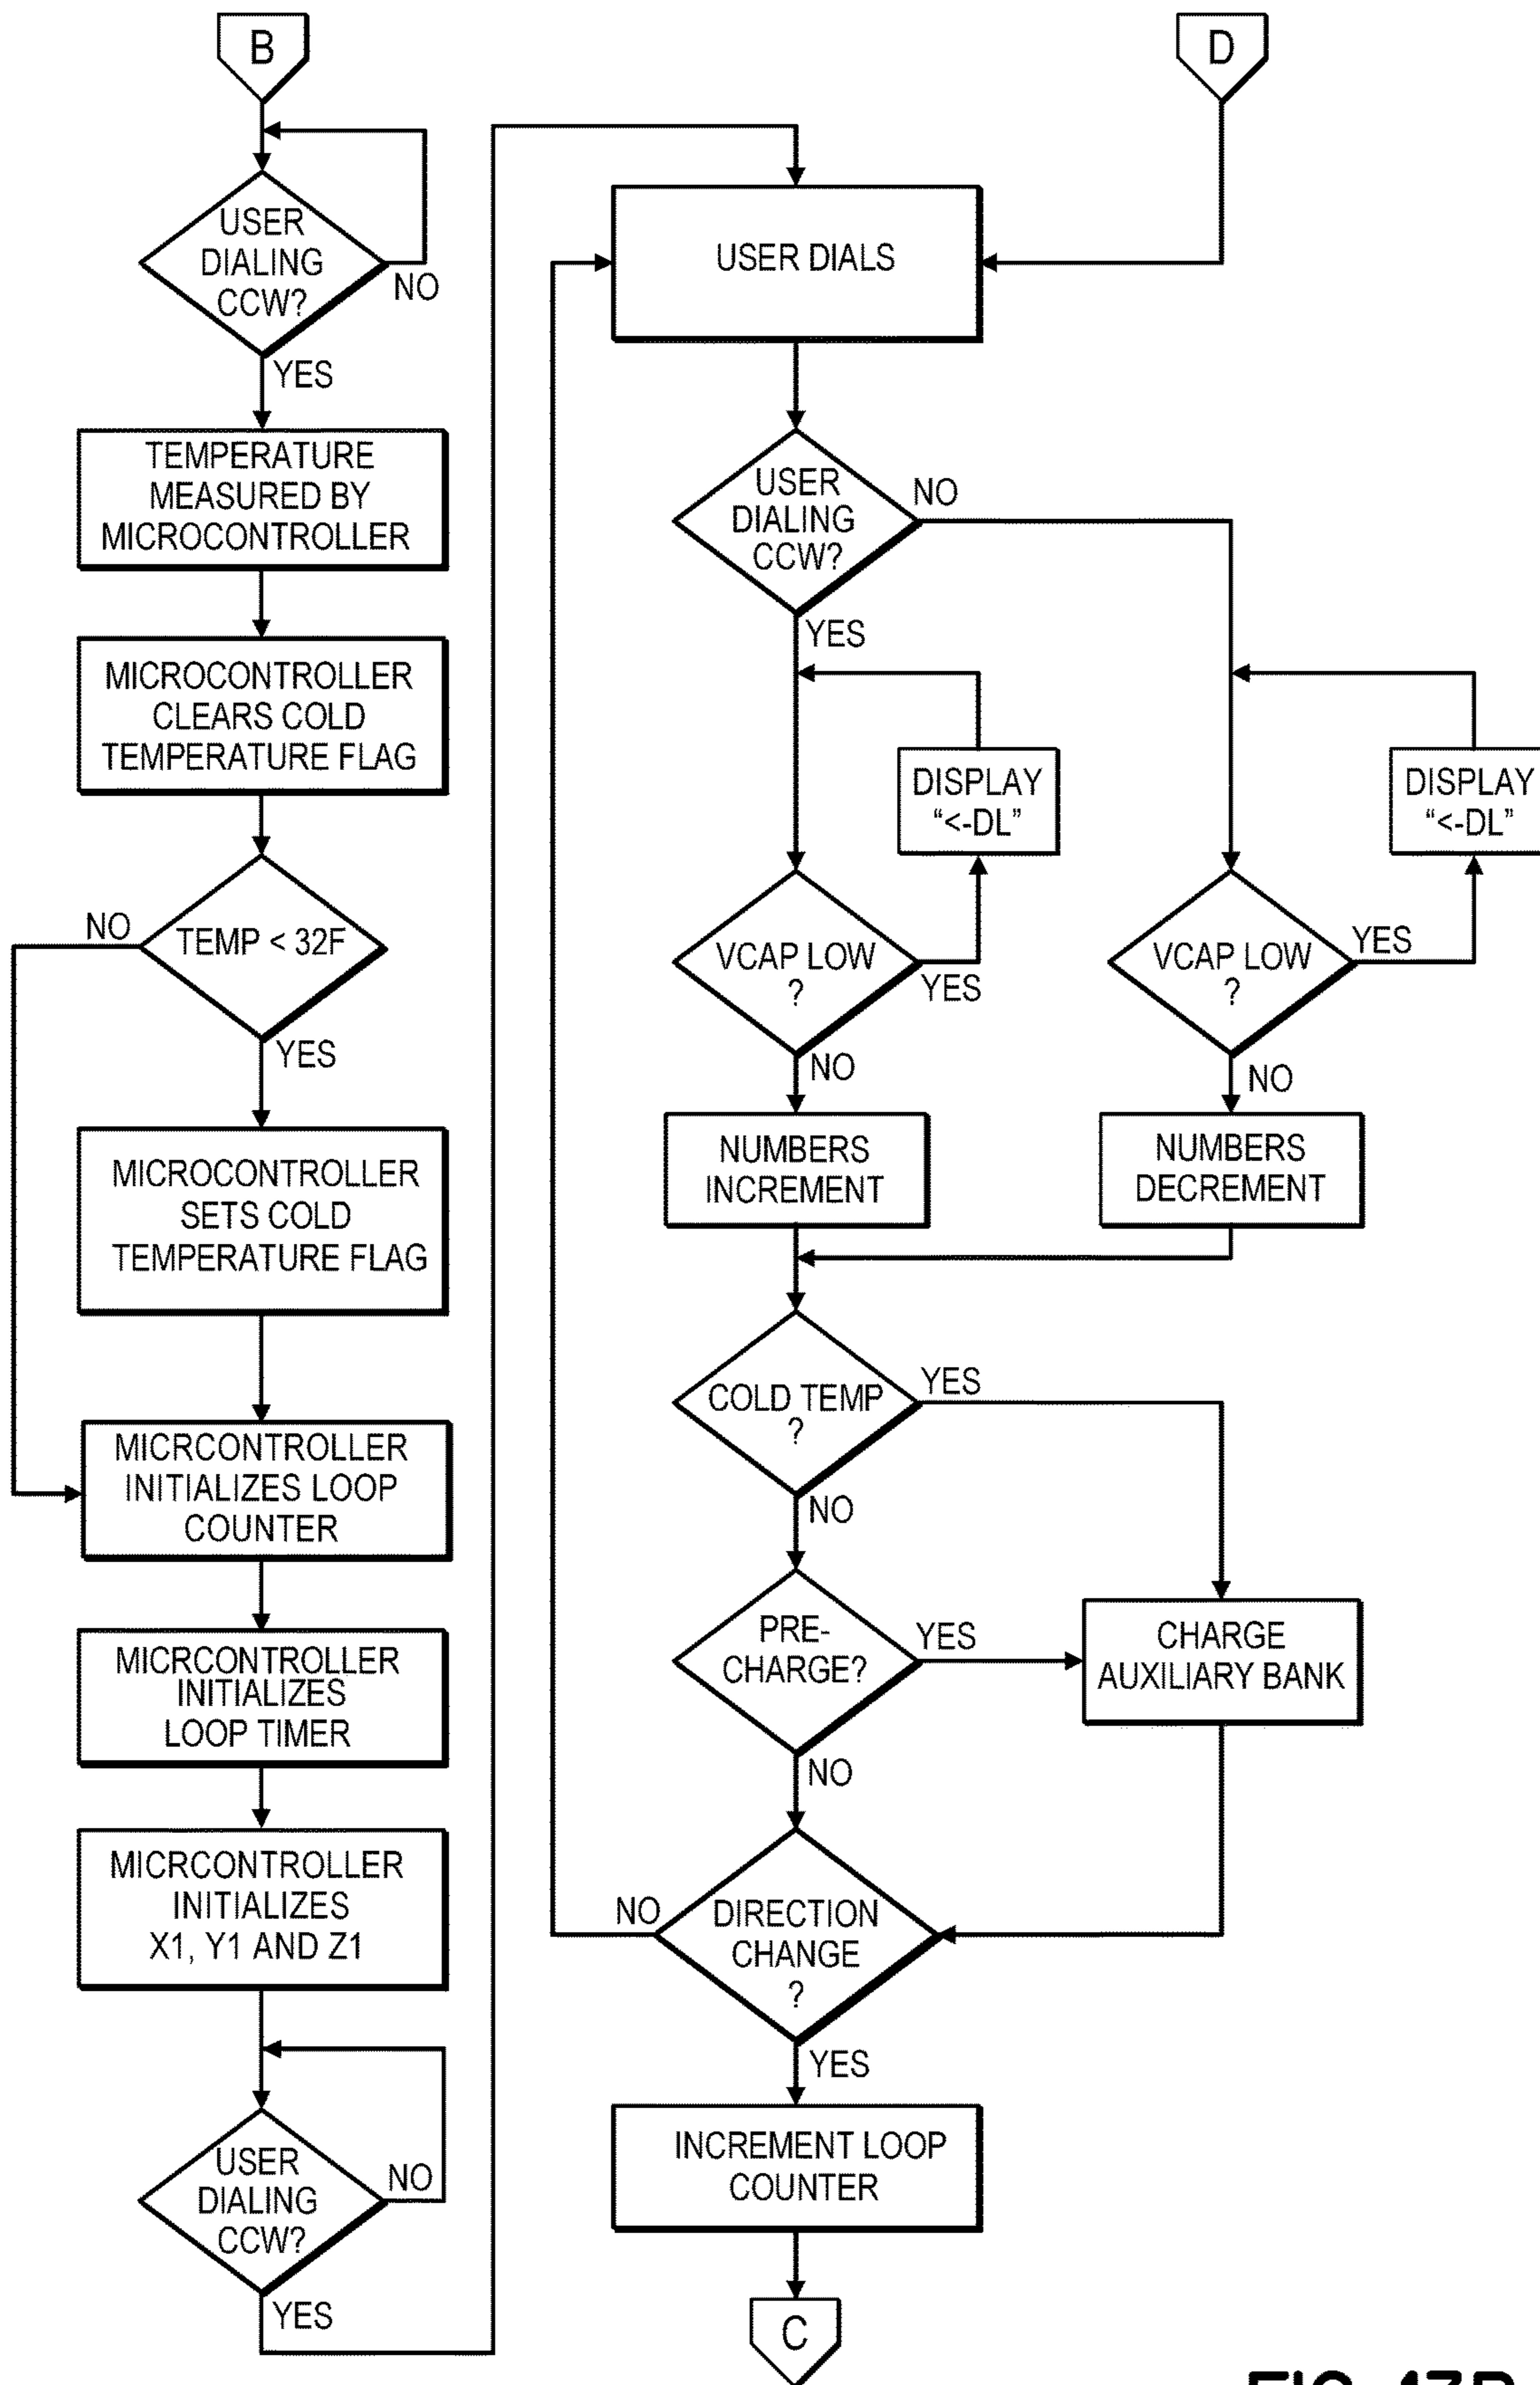 B
USER
DIALING
CCW?
NO
YES
TEMPERATURE
MEASURED BY
MICROCONTROLLER
MICROCONTROLLER
CLEARS COLD
TEMPERATURE FLAG
NO
TEMP < 32F
YES
MICROCONTROLLER
SETS COLD
TEMPERATURE FLAG
MICRCONTROLLER
INITIALIZES LOOP
COUNTER
MICRCONTROLLER
INITIALIZES
LOOP TIMER
MICRCONTROLLER
INITIALIZES
X1, Y1 AND Z1
USER
DIALING
CCW?
NO
YES
D
USER DIALS
USER
DIALING
CCW?
NO
YES
DISPLAY
“<-DL”
VCAP LOW
?
YES
NO
NUMBERS
INCREMENT
DISPLAY
“<-DL”
VCAP LOW
?
YES
NO
NUMBERS
DECREMENT
COLD TEMP
?
YES
NO
PRE-
CHARGE?
YES
CHARGE
AUXILIARY BANK
NO
DIRECTION
CHANGE
?
NO
YES
INCREMENT LOOP
COUNTER
C